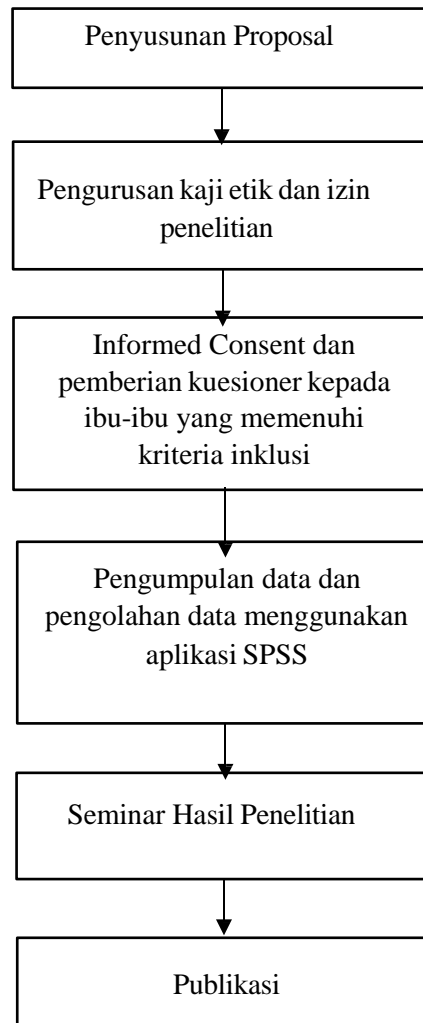 Penyusunan Proposal
Pengurusan kaji etik dan izin
penelitian
Informed Consent dan
pemberian kuesioner kepada
ibu-ibu yang memenuhi
kriteria inklusi
Pengumpulan data dan
pengolahan data menggunakan
aplikasi SPSS
Seminar Hasil Penelitian
Publikasi